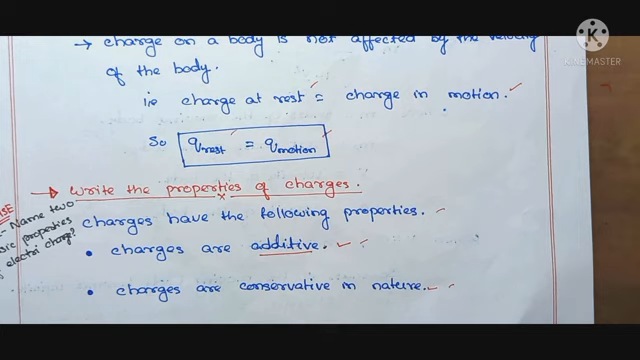 → charge on a body is not affected by the velocity
of the body.
i.e charge at rest = charge in motion.
So q_rest = q_motion
→ Write the properties of charges.
Name two
properties
electri charge?
charges have the following properties.
• charges are additive.
• charges are conservative in nature.
KINEMASTER